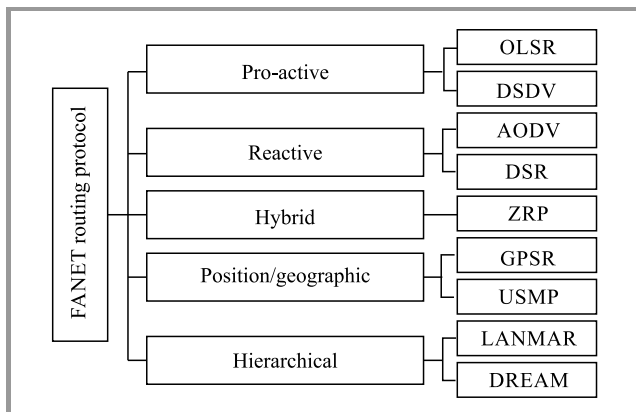 FANET routing protocol
Pro-active
OLSR
DSDV
Reactive
AODV
DSR
Hybrid
ZRP
Position/geographic
GPSR
USMP
Hierarchical
LANMAR
DREAM